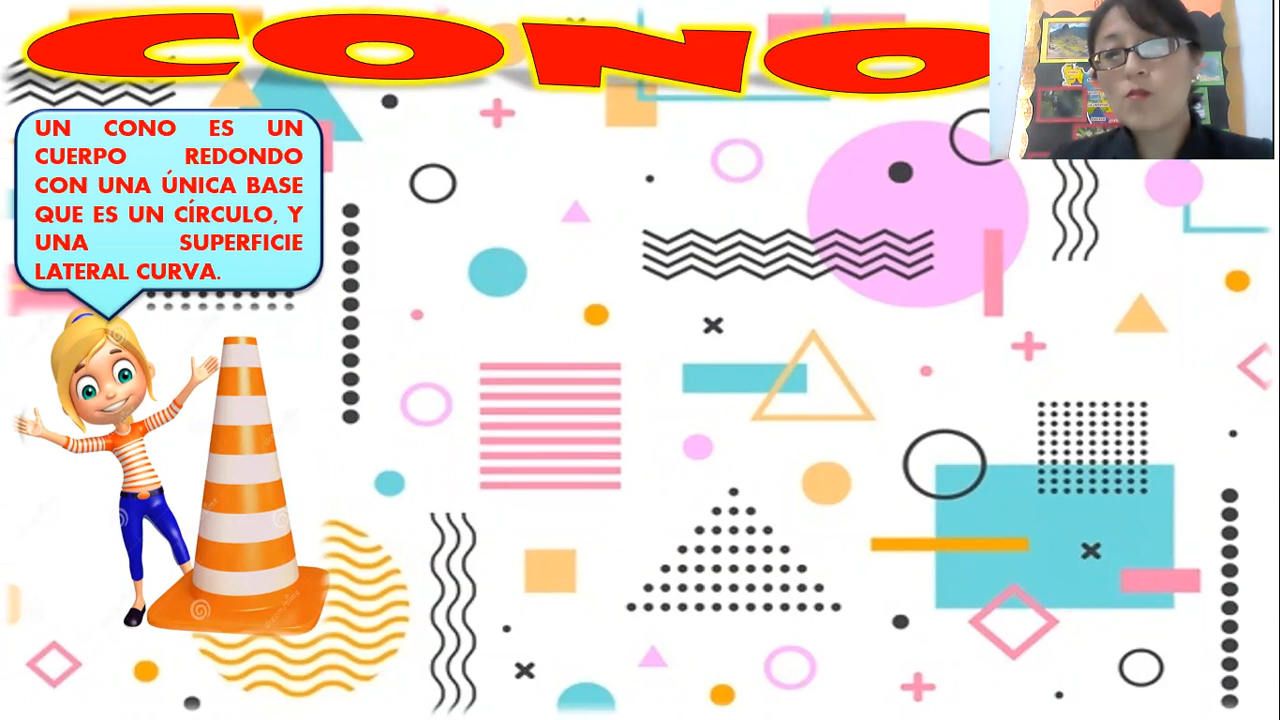 CONO
UN CONO ES UN
CUERPO REDONDO
CON UNA ÚNICA BASE
QUE ES UN CÍRCULO, Y
UNA SUPERFICIE
LATERAL CURVA.